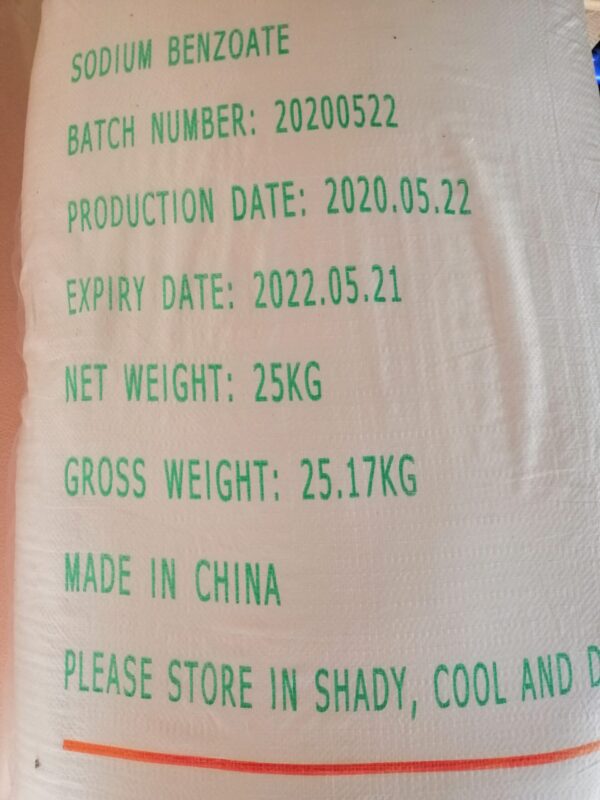 SODIUM BENZOATE
BATCH NUMBER: 20200522
PRODUCTION DATE: 2020.05.22
EXPIRY DATE: 2022.05.21
NET WEIGHT: 25KG
GROSS WEIGHT: 25.17KG
MADE IN CHINA
PLEASE STORE IN SHADY, COOL AND